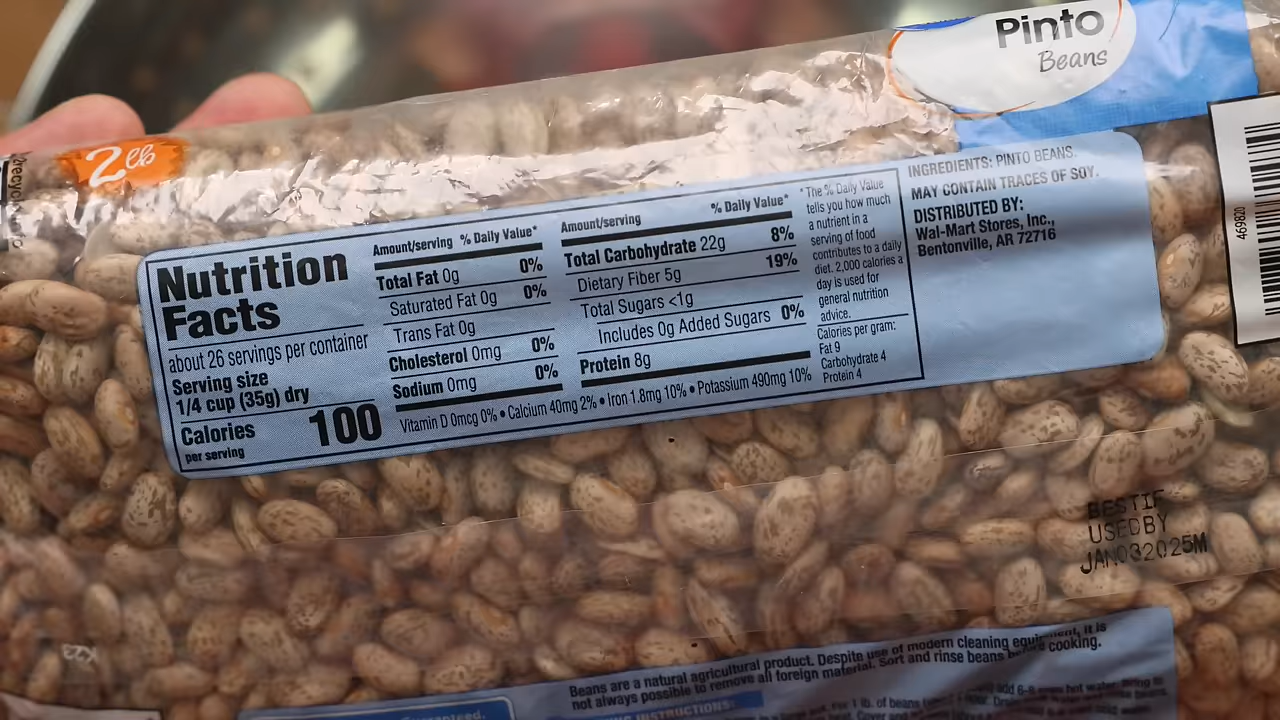 Pinto
Beans
2 lb
Nutrition
Facts
about 26 servings per container
Serving size
1/4 cup (35g) dry
Calories 100
per serving
Amount/serving % Daily Value*
Total Fat 0g 0%
Saturated Fat 0g 0%
Trans Fat 0g
Cholesterol 0mg 0%
Sodium 0mg 0%
Amount/serving % Daily Value*
Total Carbohydrate 22g 8%
Dietary Fiber 5g 19%
Total Sugars <1g
Includes 0g Added Sugars 0%
Protein 8g
Vitamin D 0mcg 0% • Calcium 40mg 2% • Iron 1.8mg 10% • Potassium 490mg 10%
*The % Daily Value
tells you how much
a nutrient in a
serving of food
contributes to a daily
diet. 2,000 calories a
day is used for
general nutrition
advice.
Calories per gram:
Fat 9
Carbohydrate 4
Protein 4
INGREDIENTS: PINTO BEANS.
MAY CONTAIN TRACES OF SOY.
DISTRIBUTED BY:
Wal-Mart Stores, Inc.,
Bentonville, AR 72716
469820
BEST IF
USED BY
JAN032025M
K23
Beans are a natural agricultural product. Despite use of modern cleaning equipment, it is
not always possible to remove all foreign material. Sort and rinse beans before cooking.
INSTRUCTIONS: